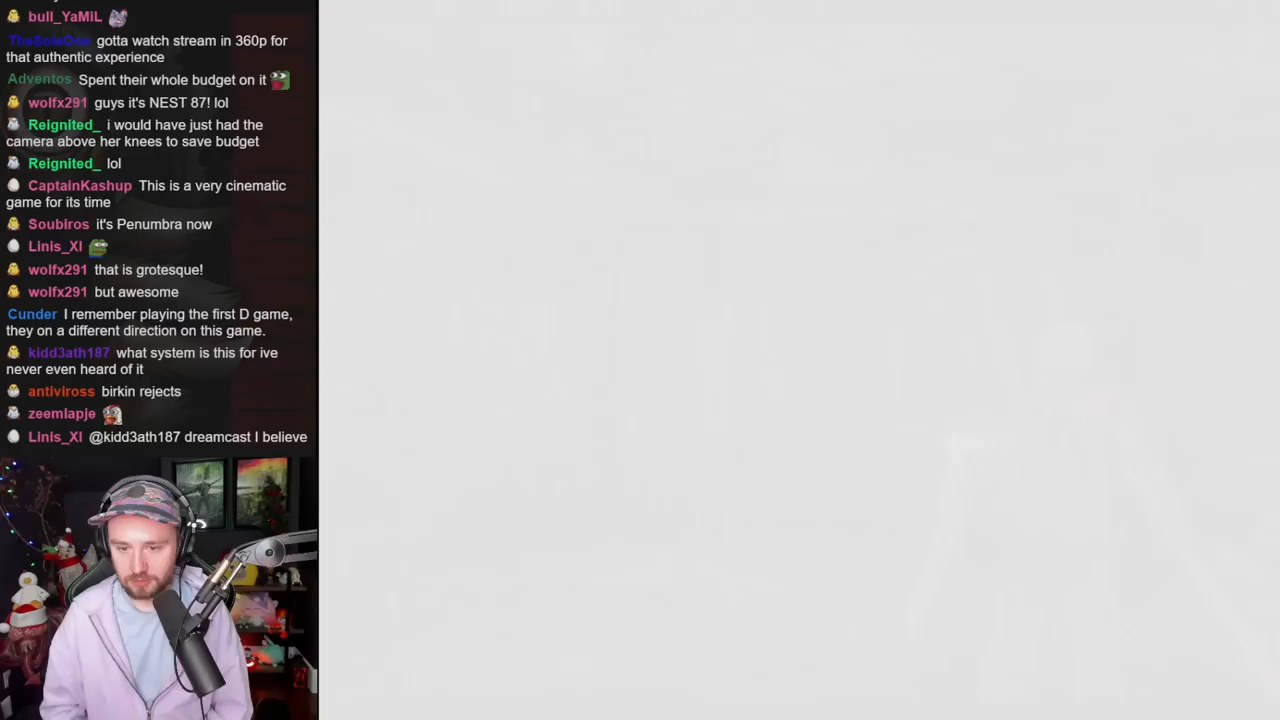 bull_YaMiL
TheSoleOne gotta watch stream in 360p for
that authentic experience
Adventos Spent their whole budget on it
wolfx291 guys it's NEST 87! lol
Reignited_ i would have just had the
camera above her knees to save budget
Reignited_ lol
CaptainKashup This is a very cinematic
game for its time
Soubiros it's Penumbra now
Linis_XI
wolfx291 that is grotesque!
wolfx291 but awesome
Cunder I remember playing the first D game,
they on a different direction on this game.
kidd3ath187 what system is this for ive
never even heard of it
antiviross birkin rejects
zeemlapje
Linis_XI @kidd3ath187 dreamcast I believe